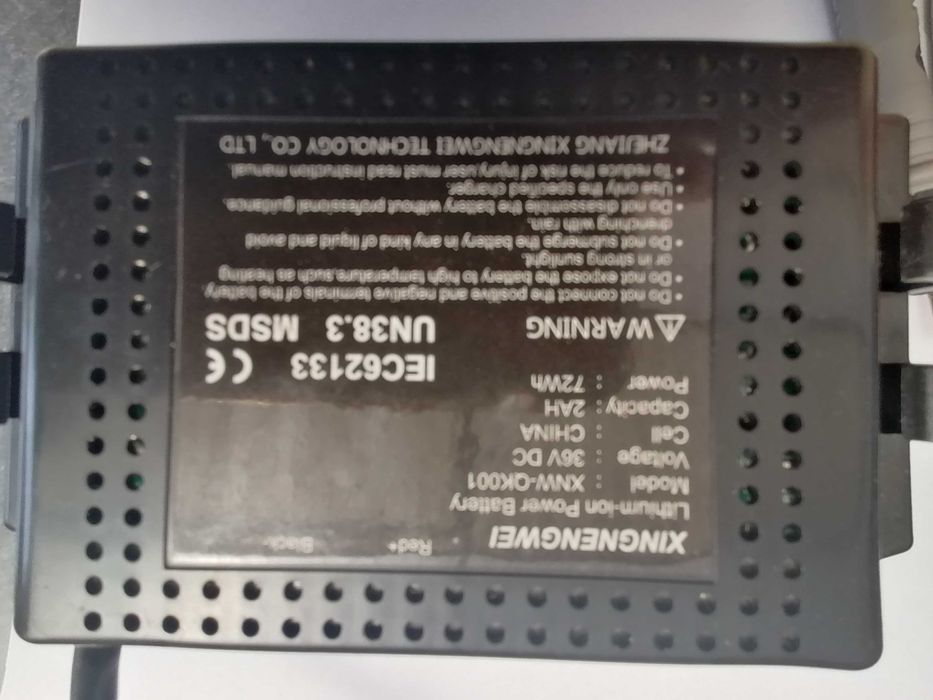 XINGNENGWEI
Red+ Black-
Lithium-ion Power Battery
Model : XNW-QK001
Voltage : 36V DC
Cell : CHINA
Capacity : 2AH
Power : 72Wh
IEC62133 CE
UN38.3 MSDS
WARNING
• Do not connect the positive and negative terminals of the battery
• Do not expose the battery to high temperature,such as heating
or in strong sunlight.
• Do not submerge the battery in any kind of liquid and avoid
drenching with rain.
• Do not disassemble the battery without professional guidance.
• Use only the specified charger.
• To reduce the risk of injury,user must read instruction manual.
ZHEJIANG XINGNENGWEI TECHNOLOGY CO., LTD